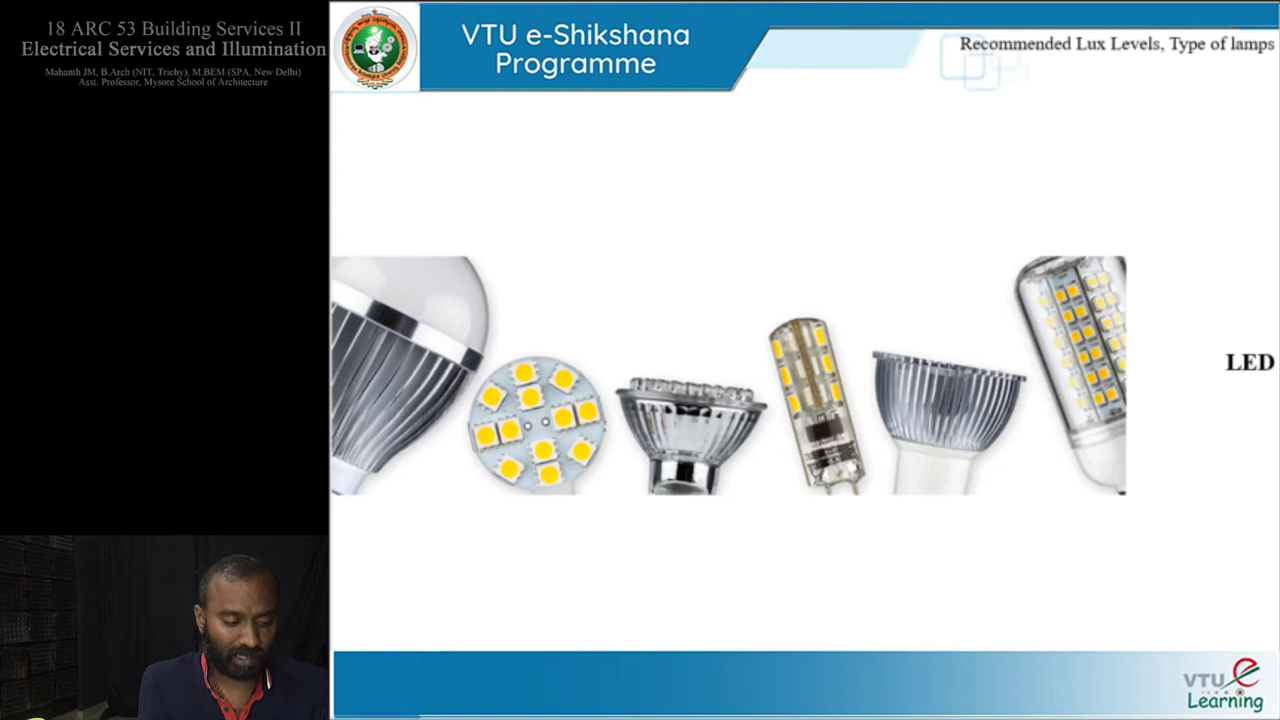 18 ARC 53 Building Services II
Electrical Services and Illumination
Mahanth JM, B.Arch (NIT, Trichy), M.BEM (SPA, New Delhi)
Asst. Professor, Mysore School of Architecture
VTU e-Shikshana
Programme
Recommended Lux Levels, Type of lamps
LED
VTU e
Learning